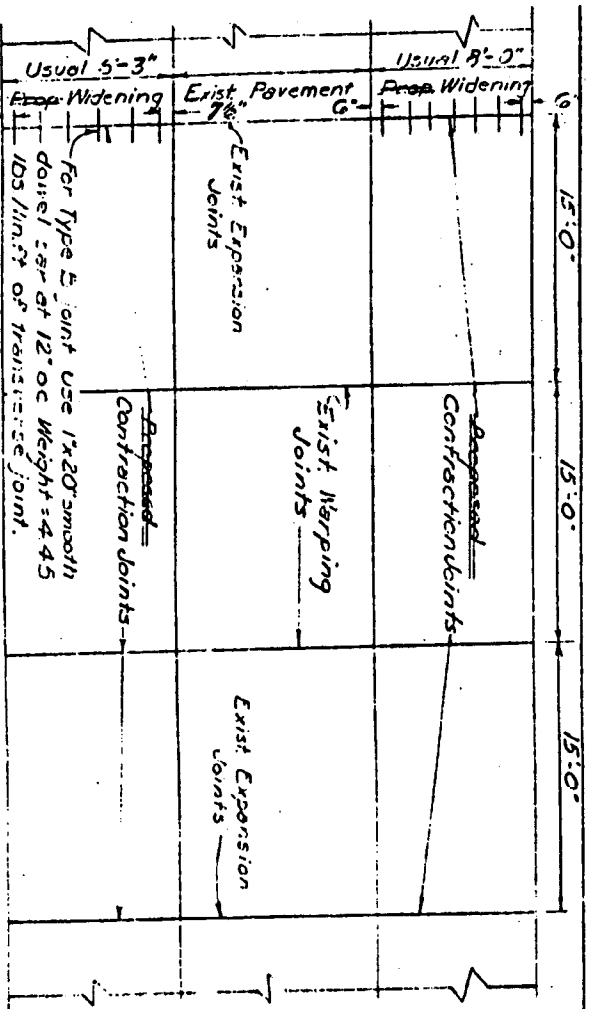 Usual 5'-3"
Usual 8'-0"
Prop. Widening
Exist. Pavement
Prop. Widening
6"
6"
Exist. Expansion
Joints
15'-0"
15'-0"
15'-0"
Proposed
Contraction Joints
Exist. Warping
Joints
Proposed
Contraction Joints
Exist. Expansion
Joints
For Type E joint use 1"x20" smooth
dowel bar at 12" oc Weight = 4.45
lbs/lin.ft of transverse joint.